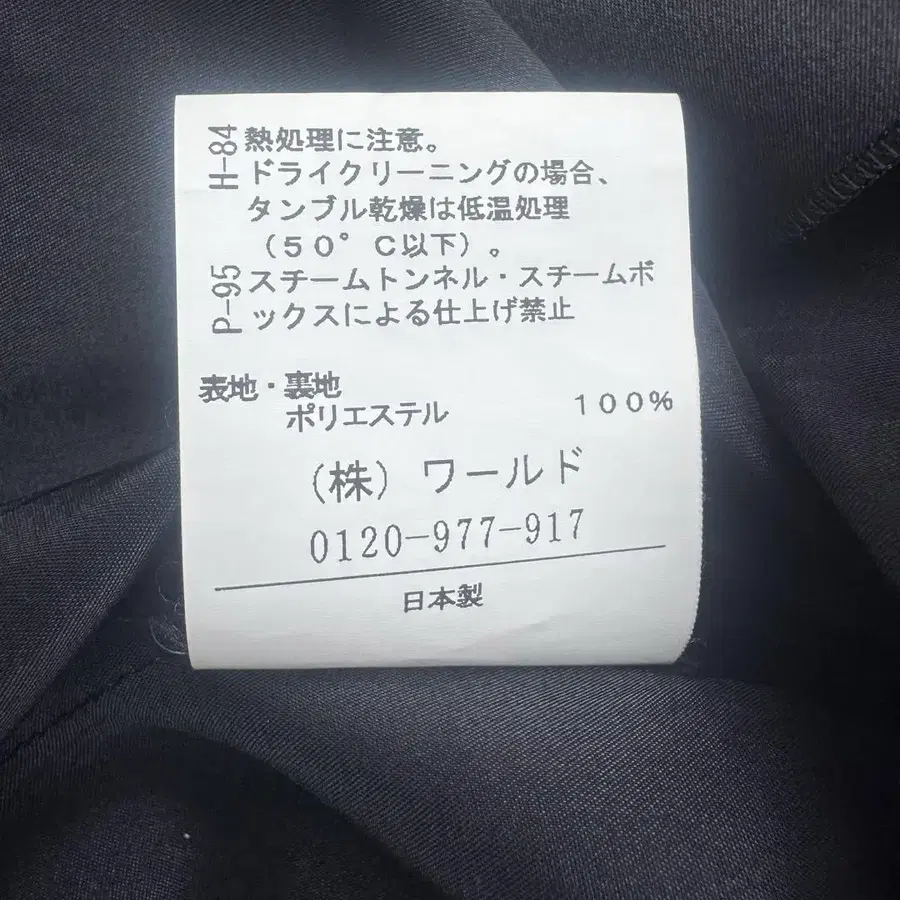 H-84 熱処理に注意。
ドライクリーニングの場合、
タンブル乾燥は低温処理
（50°C以下）。
P-95 スチームトンネル・スチームボ
ックスによる仕上げ禁止
表地・裏地
ポリエステル 100%
（株）ワールド
0120-977-917
日本製